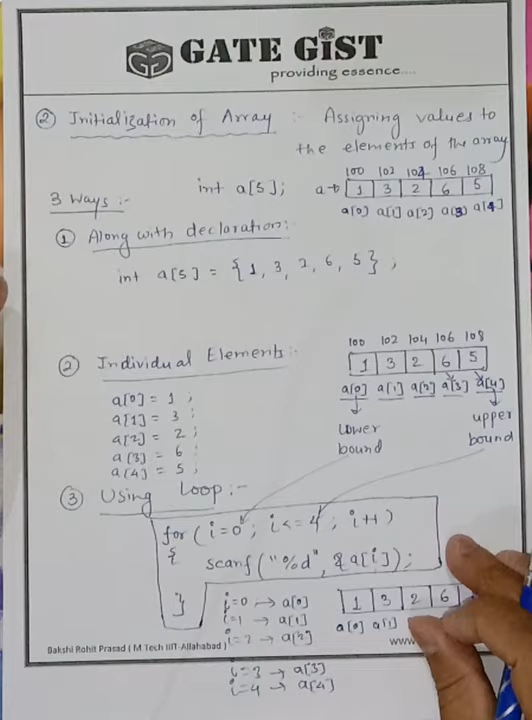 GATE GIST
providing essence....
② Initialization of Array :- Assigning values to
the elements of the array
int a[5];
100 102 104 106 108
a→ 1 3 2 6 5
a[0] a[1] a[2] a[3] a[4]
3 Ways :-
① Along with declaration:-
int a[5] = {1, 3, 2, 6, 5};
② Individual Elements:-
100 102 104 106 108
1 3 2 6 5
a[0] a[1] a[2] a[3] a[4]
a[0] = 1;
a[1] = 3;
a[2] = 2;
a[3] = 6;
a[4] = 5;
lower
bound
upper
bound
③ Using Loop:-
for(i=0; i<=4; i++)
{ scanf("%d", &a[i]);
}
i=0 → a[0]
i=1 → a[1]
i=2 → a[2]
1 3 2 6
a[0] a[1]
Bakshi Rohit Prasad ( M Tech IIIT-Allahabad )
www
i=3 → a[3]
i=4 → a[4]